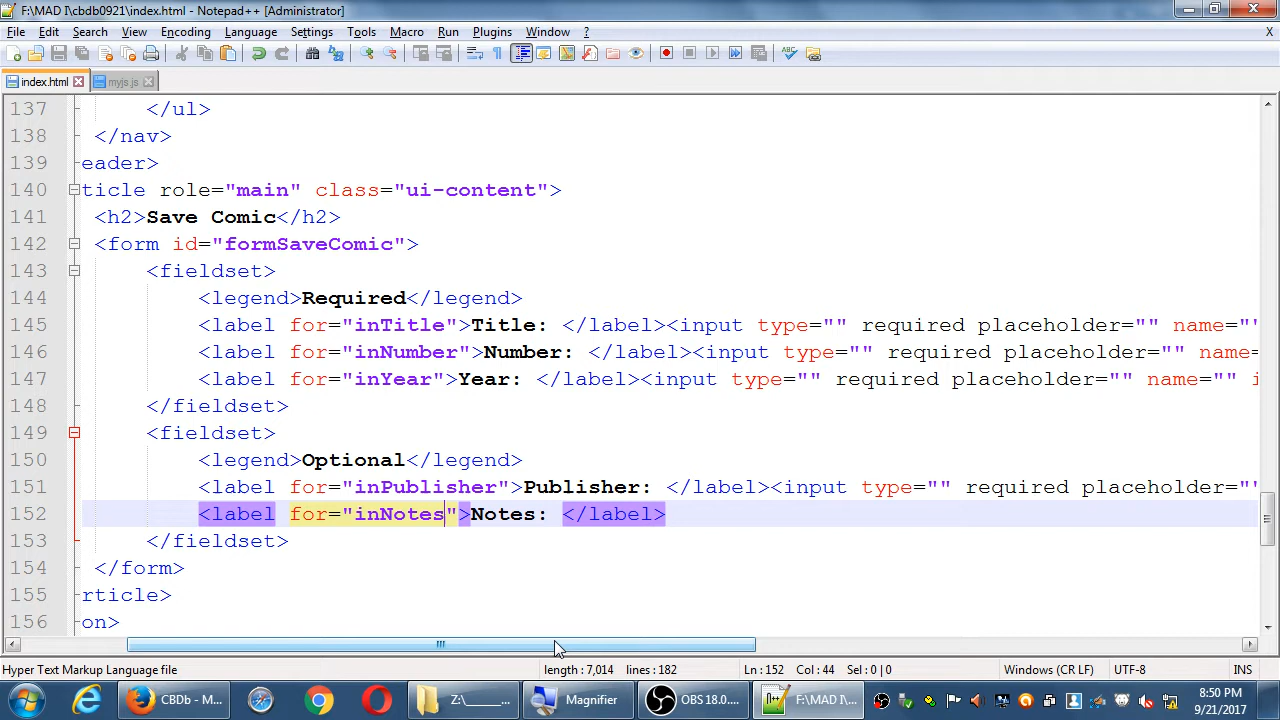 F:\MAD I\cbdb0921\index.html - Notepad++ [Administrator]
File Edit Search View Encoding Language Settings Tools Macro Run Plugins Window ? X
index.html myjs.js
137 </ul>
138 </nav>
139 eader>
140 ticle role="main" class="ui-content">
141 <h2>Save Comic</h2>
142 <form id="formSaveComic">
143 <fieldset>
144 <legend>Required</legend>
145 <label for="inTitle">Title: </label><input type="" required placeholder="" name=""
146 <label for="inNumber">Number: </label><input type="" required placeholder="" name=
147 <label for="inYear">Year: </label><input type="" required placeholder="" name="" i
148 </fieldset>
149 <fieldset>
150 <legend>Optional</legend>
151 <label for="inPublisher">Publisher: </label><input type="" required placeholder=""
152 <label for="inNotes">Notes: </label>
153 </fieldset>
154 </form>
155 rticle>
156 on>
Hyper Text Markup Language file length : 7,014 lines : 182 Ln : 152 Col : 44 Sel : 0 | 0 Windows (CR LF) UTF-8 INS
CBDb - M... Z:\_____... Magnifier OBS 18.0.... F:\MAD I\... 8:50 PM
9/21/2017